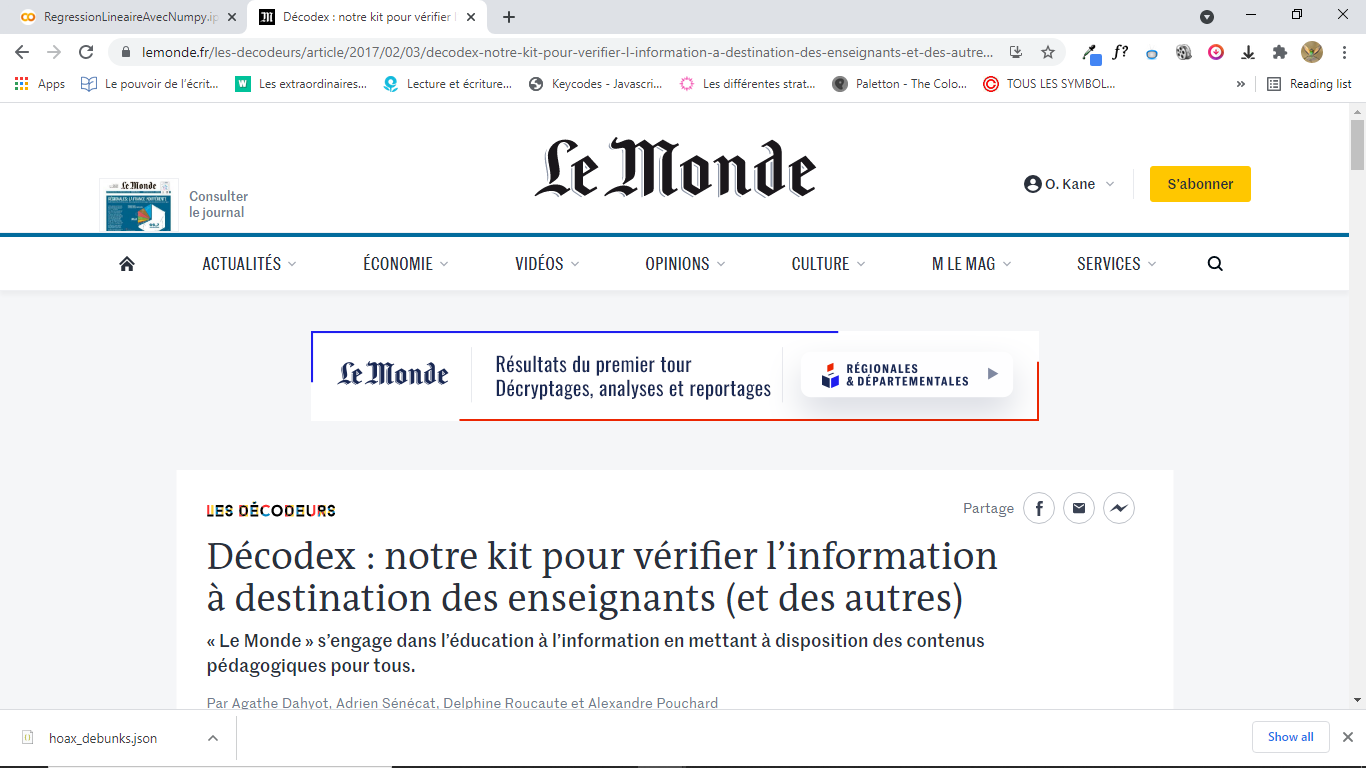 RegressionLineaireAvecNumpy.ip
Décodex : notre kit pour vérifier l
lemonde.fr/les-decodeurs/article/2017/02/03/decodex-notre-kit-pour-verifier-l-information-a-destination-des-enseignants-et-des-autre...
f?
Apps
Le pouvoir de l'écrit...
Les extraordinaires...
Lecture et écriture...
Keycodes - Javascri...
Les différentes strat...
Paletton - The Colo...
TOUS LES SYMBOL...
»
Reading list
Le Monde
Le Monde
Consulter
le journal
O. Kane
S'abonner
ACTUALITÉS
ÉCONOMIE
VIDÉOS
OPINIONS
CULTURE
M LE MAG
SERVICES
Le Monde
Résultats du premier tour
Décryptages, analyses et reportages
RÉGIONALES
& DÉPARTEMENTALES
LES DÉCODEURS
Partage
Décodex : notre kit pour vérifier l'information
à destination des enseignants (et des autres)
« Le Monde » s'engage dans l'éducation à l'information en mettant à disposition des contenus
pédagogiques pour tous.
Par Agathe Dahyot, Adrien Sénécat, Delphine Roucaute et Alexandre Pouchard
hoax_debunks.json
Show all